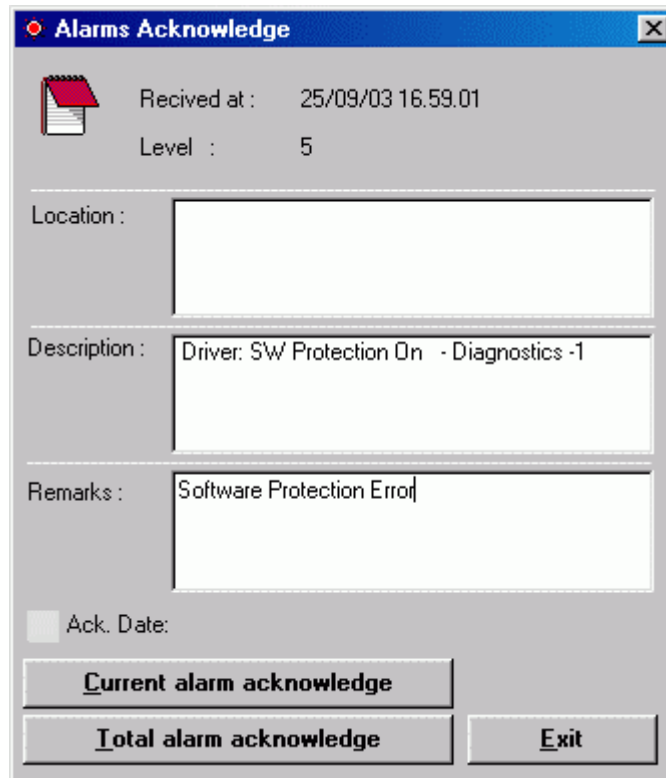 Alarms Acknowledge
Recived at : 25/09/03 16.59.01
Level : 5
Location :
Description : Driver: SW Protection On - Diagnostics -1
Remarks : Software Protection Error
Ack. Date:
Current alarm acknowledge
Total alarm acknowledge Exit